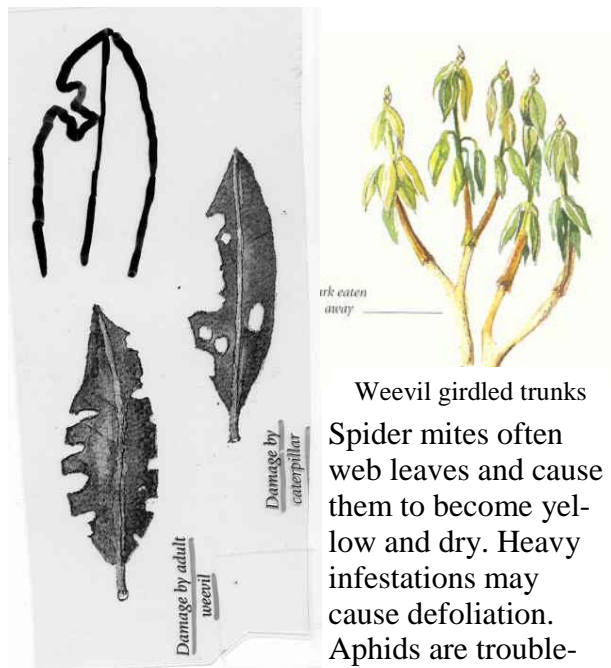 Damage by
caterpillar
Damage by adult
weevil
rk eaten
away
Weevil girdled trunks
Spider mites often
web leaves and cause
them to become yel-
low and dry. Heavy
infestations may
cause defoliation.
Aphids are trouble-